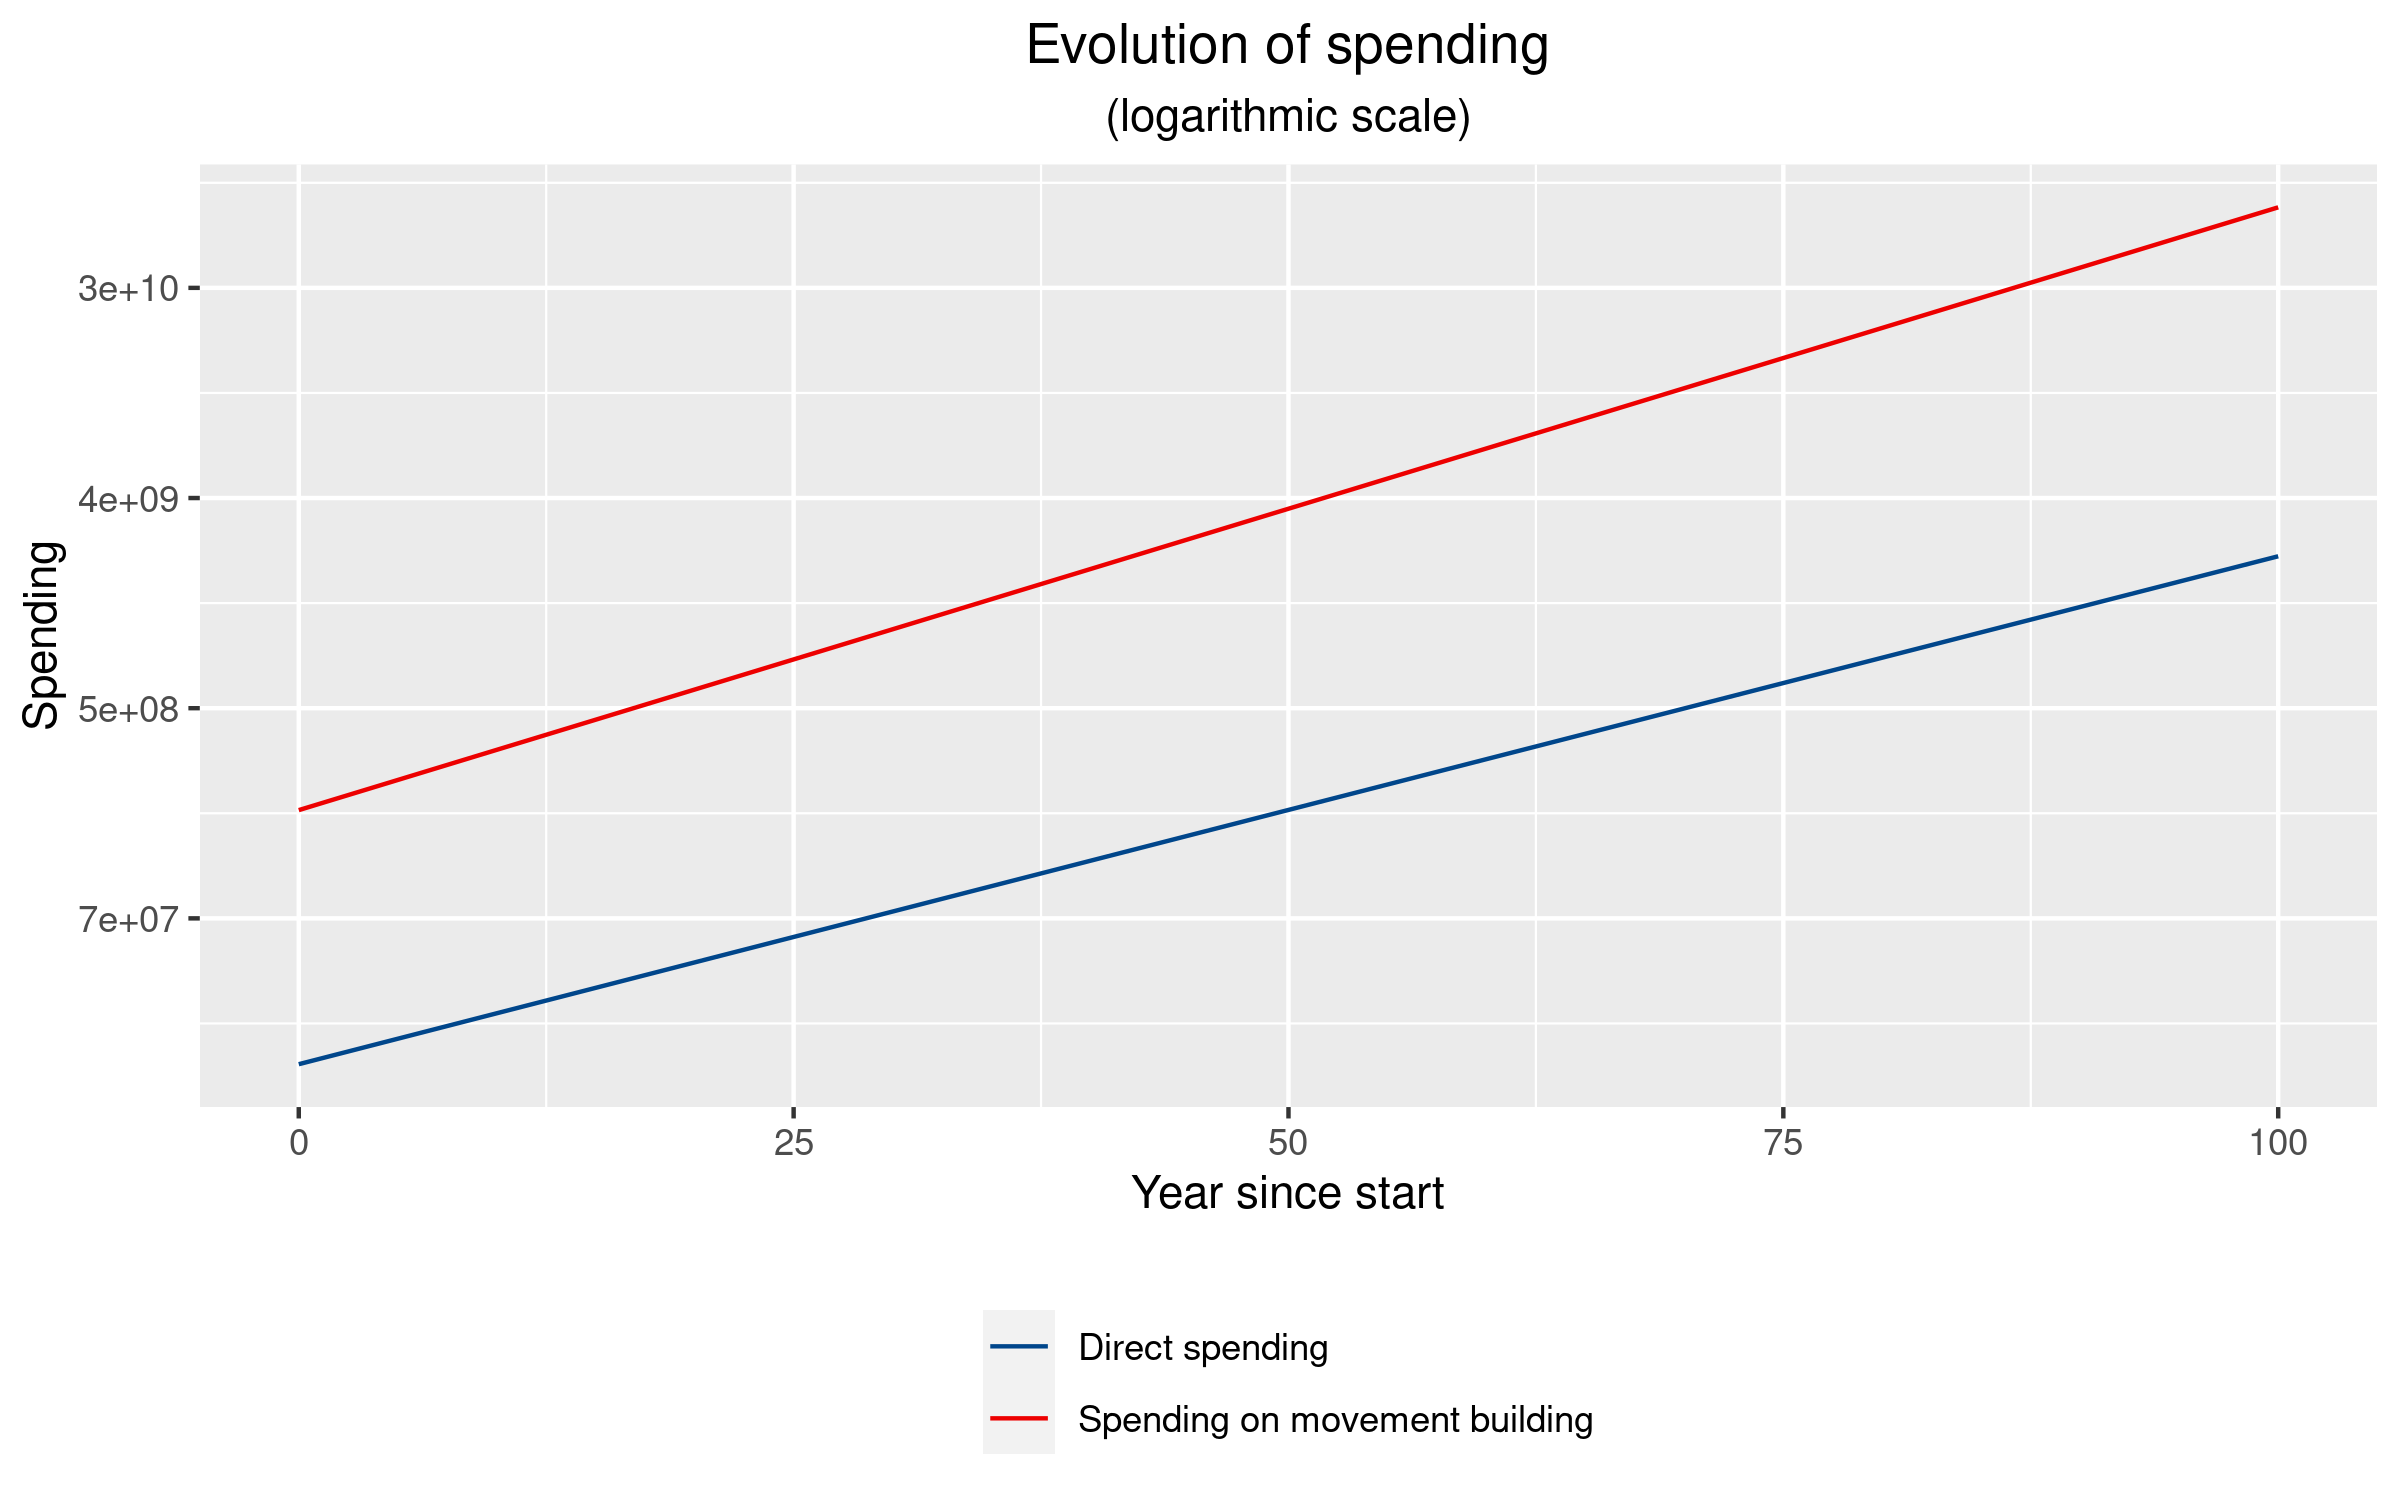 Evolution of spending
(logarithmic scale)
Spending
3e+10
4e+09
5e+08
7e+07
0 25 50 75 100
Year since start
Direct spending
Spending on movement building